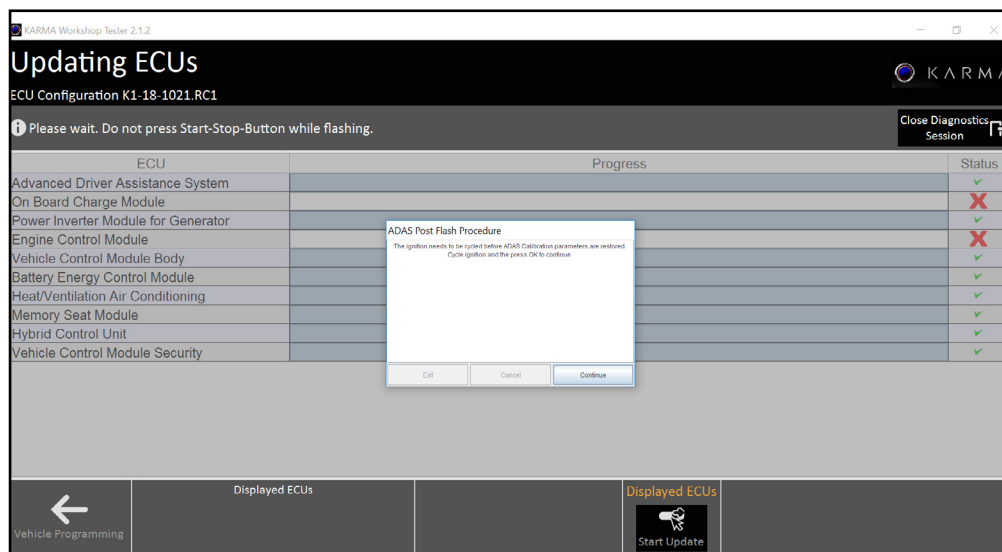 KARMA Workshop Tester 2.1.2
Updating ECUs
KARMA
ECU Configuration K1-18-1021.RC1
Please wait. Do not press Start-Stop-Button while flashing.
Close Diagnostics
Session
ECU Progress Status
Advanced Driver Assistance System
On Board Charge Module
Power Inverter Module for Generator
Engine Control Module
Vehicle Control Module Body
Battery Energy Control Module
Heat/Ventilation Air Conditioning
Memory Seat Module
Hybrid Control Unit
Vehicle Control Module Security
ADAS Post Flash Procedure
The ignition needs to be cycled before ADAS Calibration parameters are restored
Cycle ignition and the press OK to continue
Exit Cancel Continue
Vehicle Programming
Displayed ECUs
Displayed ECUs
Start Update